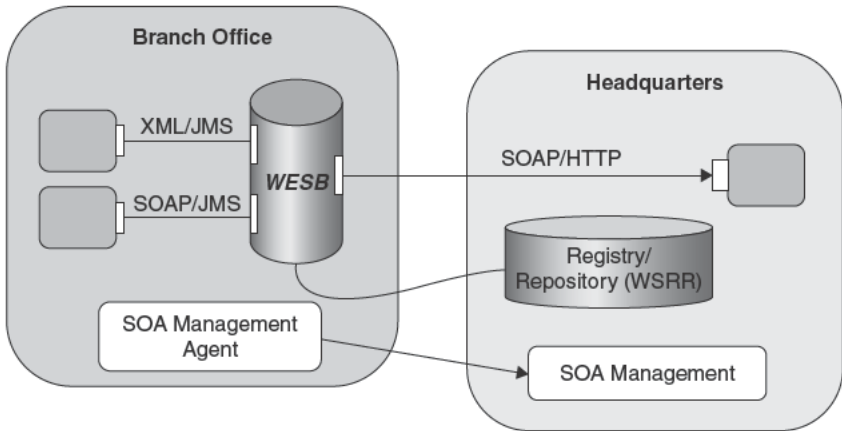 Branch Office
XML/JMS
SOAP/JMS
WESB
SOA Management
Agent
Headquarters
SOAP/HTTP
Registry/
Repository (WSRR)
SOA Management